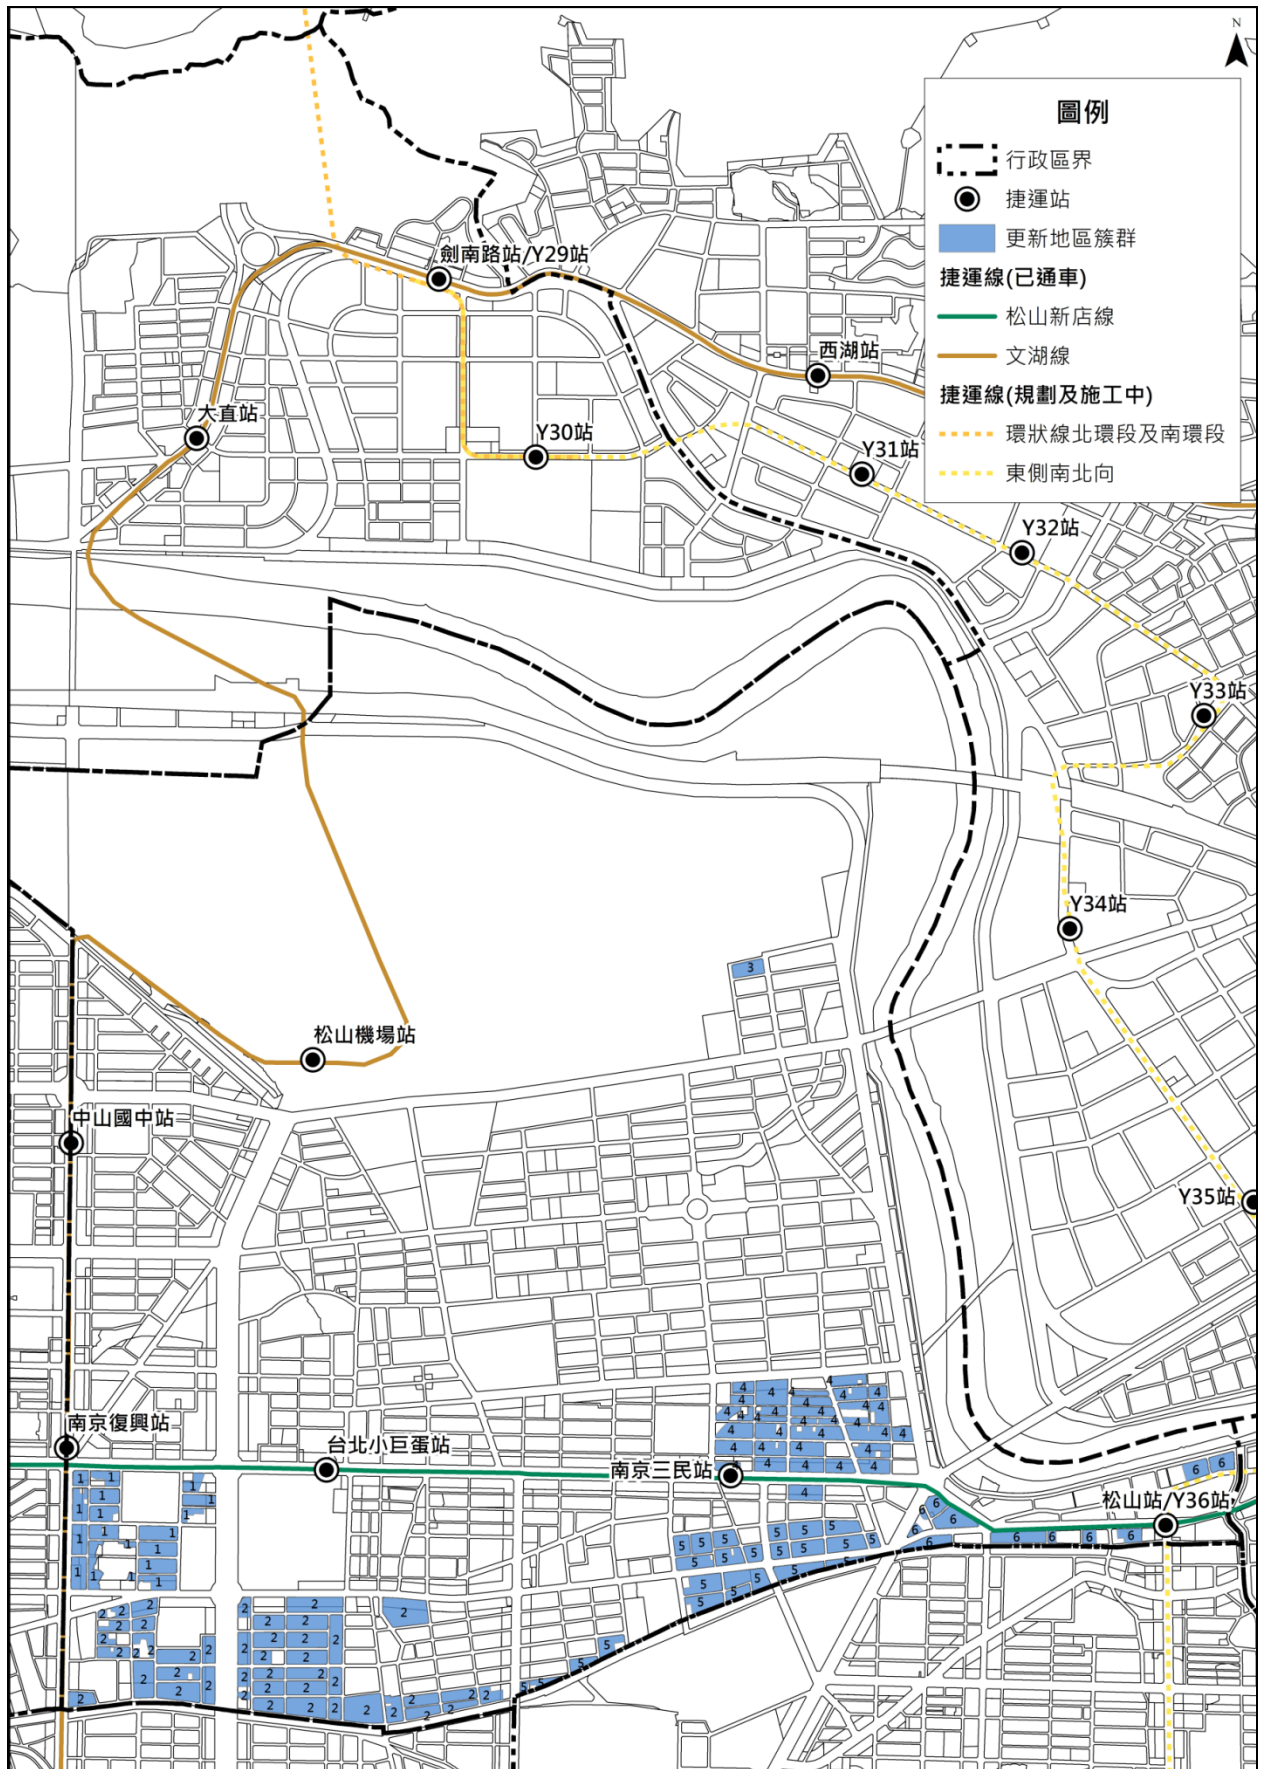 N
圖例
行政區界
捷運站
更新地區簇群
捷運線(已通車)
松山新店線
文湖線
捷運線(規劃及施工中)
環狀線北環段及南環段
東側南北向
劍南路站/Y29站
西湖站
大直站
Y30站
Y31站
Y32站
Y33站
Y34站
3
松山機場站
中山國中站
Y35站
南京復興站
台北小巨蛋站
南京三民站
松山站/Y36站
1
2
4
5
6